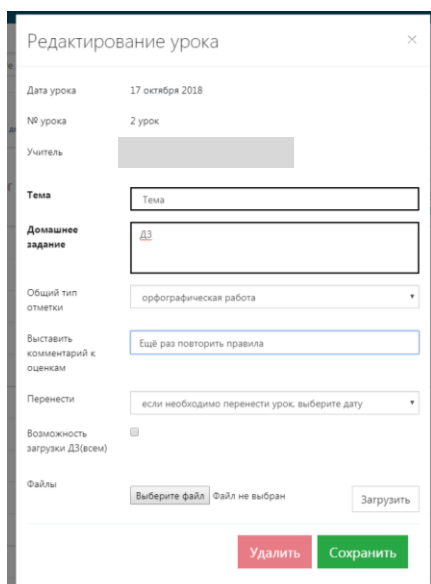 Редактирование урока ×
Дата урока 17 октября 2018
№ урока 2 урок
Учитель
Тема Тема
Домашнее ДЗ
задание
Общий тип орфографическая работа
отметки
Выставить Ещё раз повторить правила
комментарий к
оценкам
Перенести если необходимо перенести урок, выберите дату
Возможность
загрузки ДЗ(всем)
Файлы Выберите файл Файл не выбран Загрузить
Удалить Сохранить